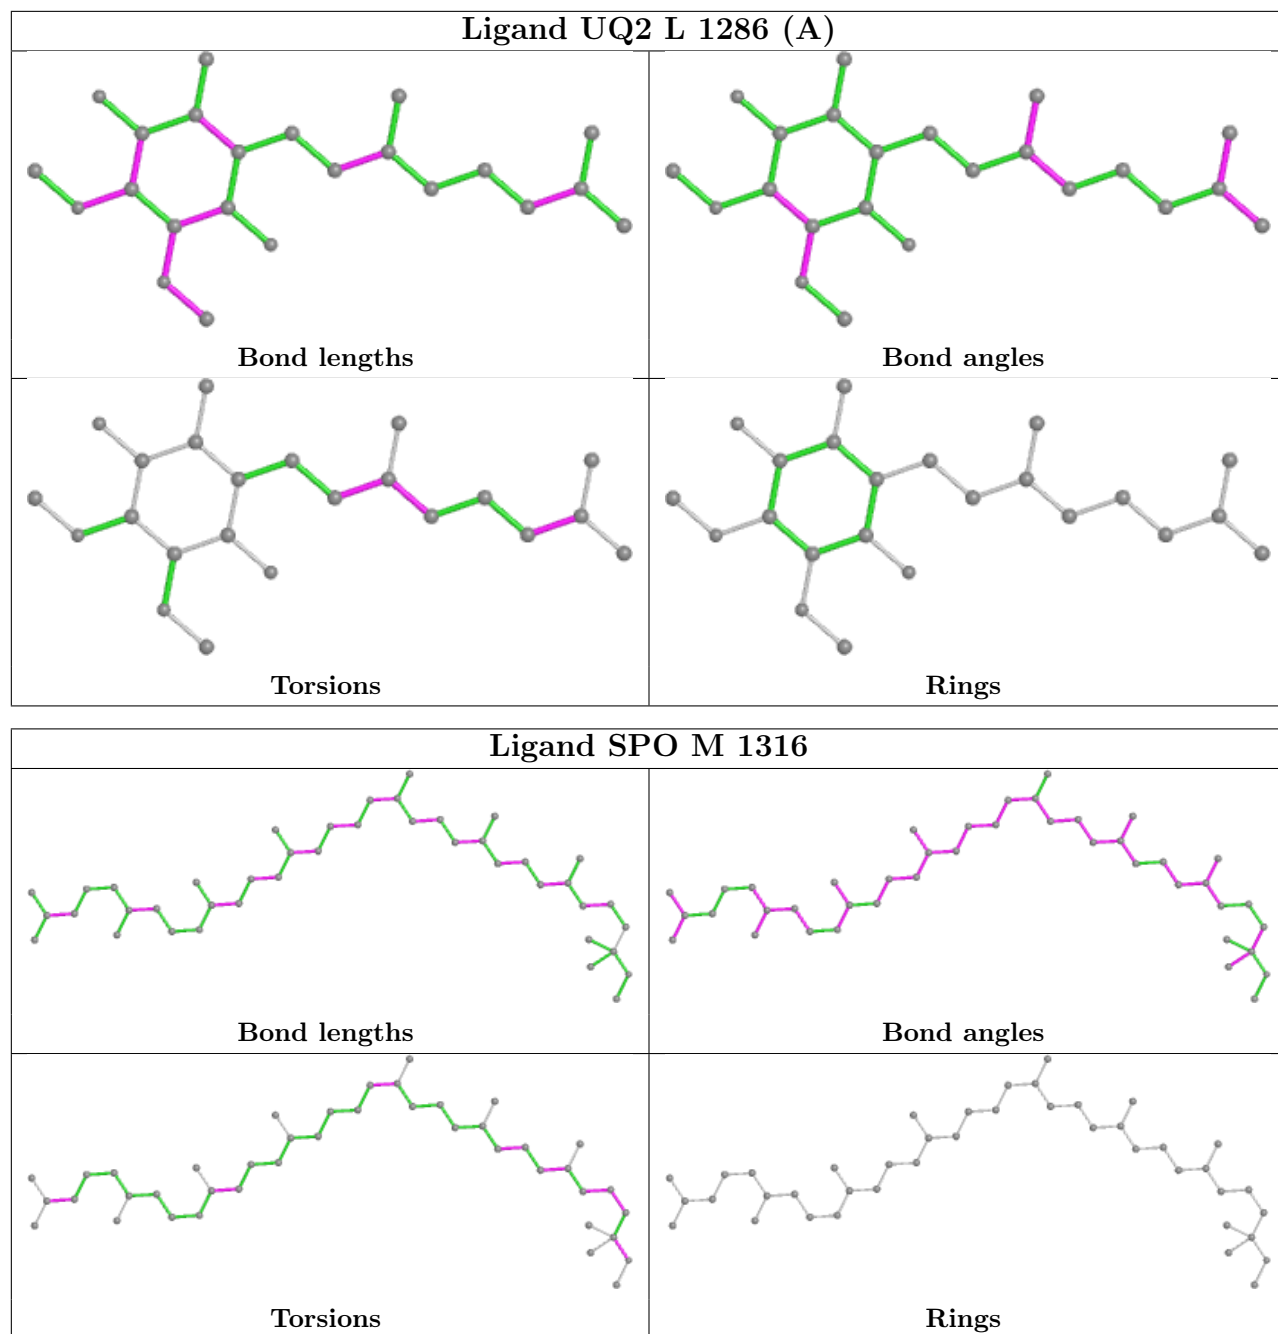 Ligand UQ2 L 1286 (A)
Bond lengths
Bond angles
Torsions
Rings
Ligand SPO M 1316
Bond lengths
Bond angles
Torsions
Rings